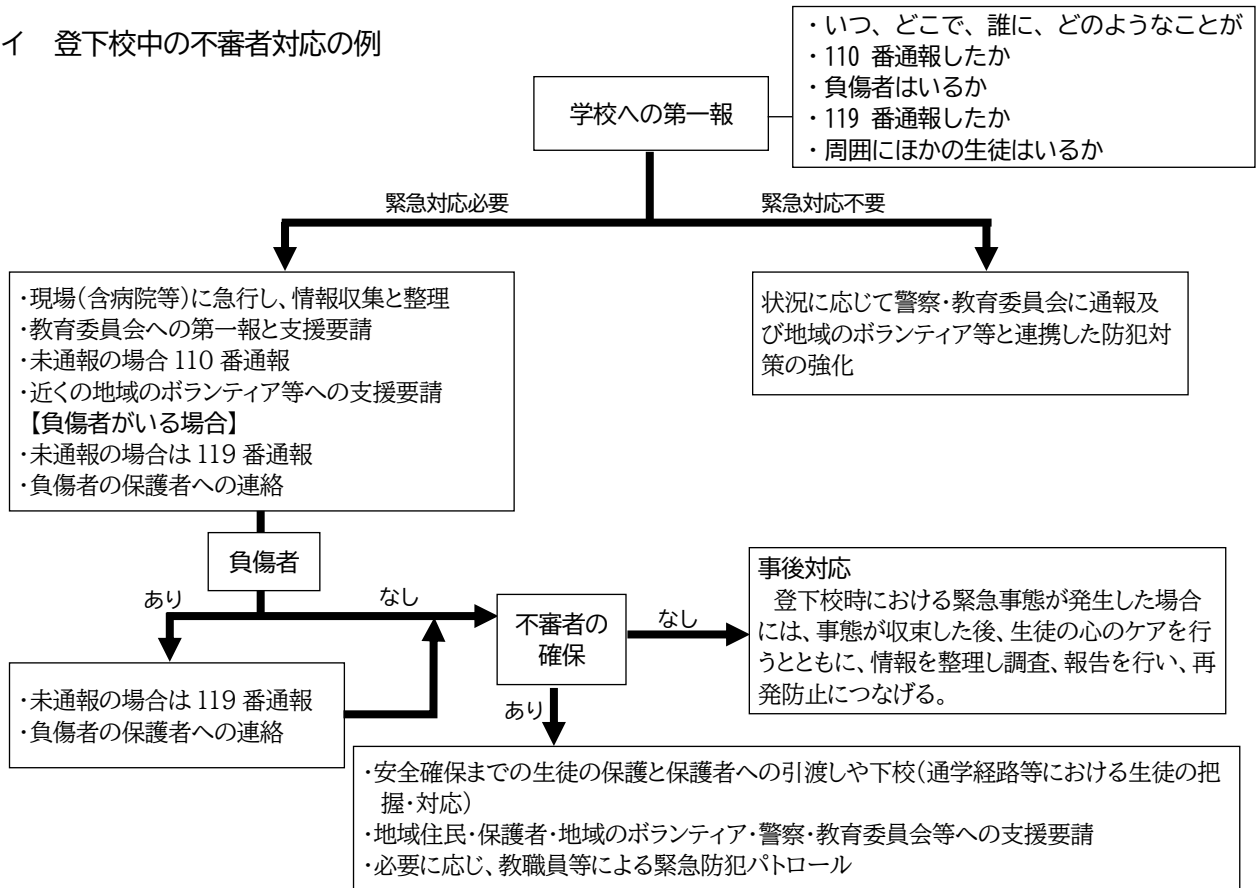 イ　登下校中の不審者対応の例
学校への第一報
・いつ、どこで、誰に、どのようなことが
・110 番通報したか
・負傷者はいるか
・119 番通報したか
・周囲にほかの生徒はいるか
緊急対応必要
緊急対応不要
・現場(含病院等)に急行し、情報収集と整理
・教育委員会への第一報と支援要請
・未通報の場合 110 番通報
・近くの地域のボランティア等への支援要請
【負傷者がいる場合】
・未通報の場合は 119 番通報
・負傷者の保護者への連絡
状況に応じて警察・教育委員会に通報及
び地域のボランティア等と連携した防犯対
策の強化
負傷者
あり
なし
・未通報の場合は 119 番通報
・負傷者の保護者への連絡
不審者の
確保
なし
あり
事後対応
　登下校時における緊急事態が発生した場合
には、事態が収束した後、生徒の心のケアを行
うとともに、情報を整理し調査、報告を行い、再
発防止につなげる。
・安全確保までの生徒の保護と保護者への引渡しや下校(通学経路等における生徒の把
握・対応)
・地域住民・保護者・地域のボランティア・警察・教育委員会等への支援要請
・必要に応じ、教職員等による緊急防犯パトロール